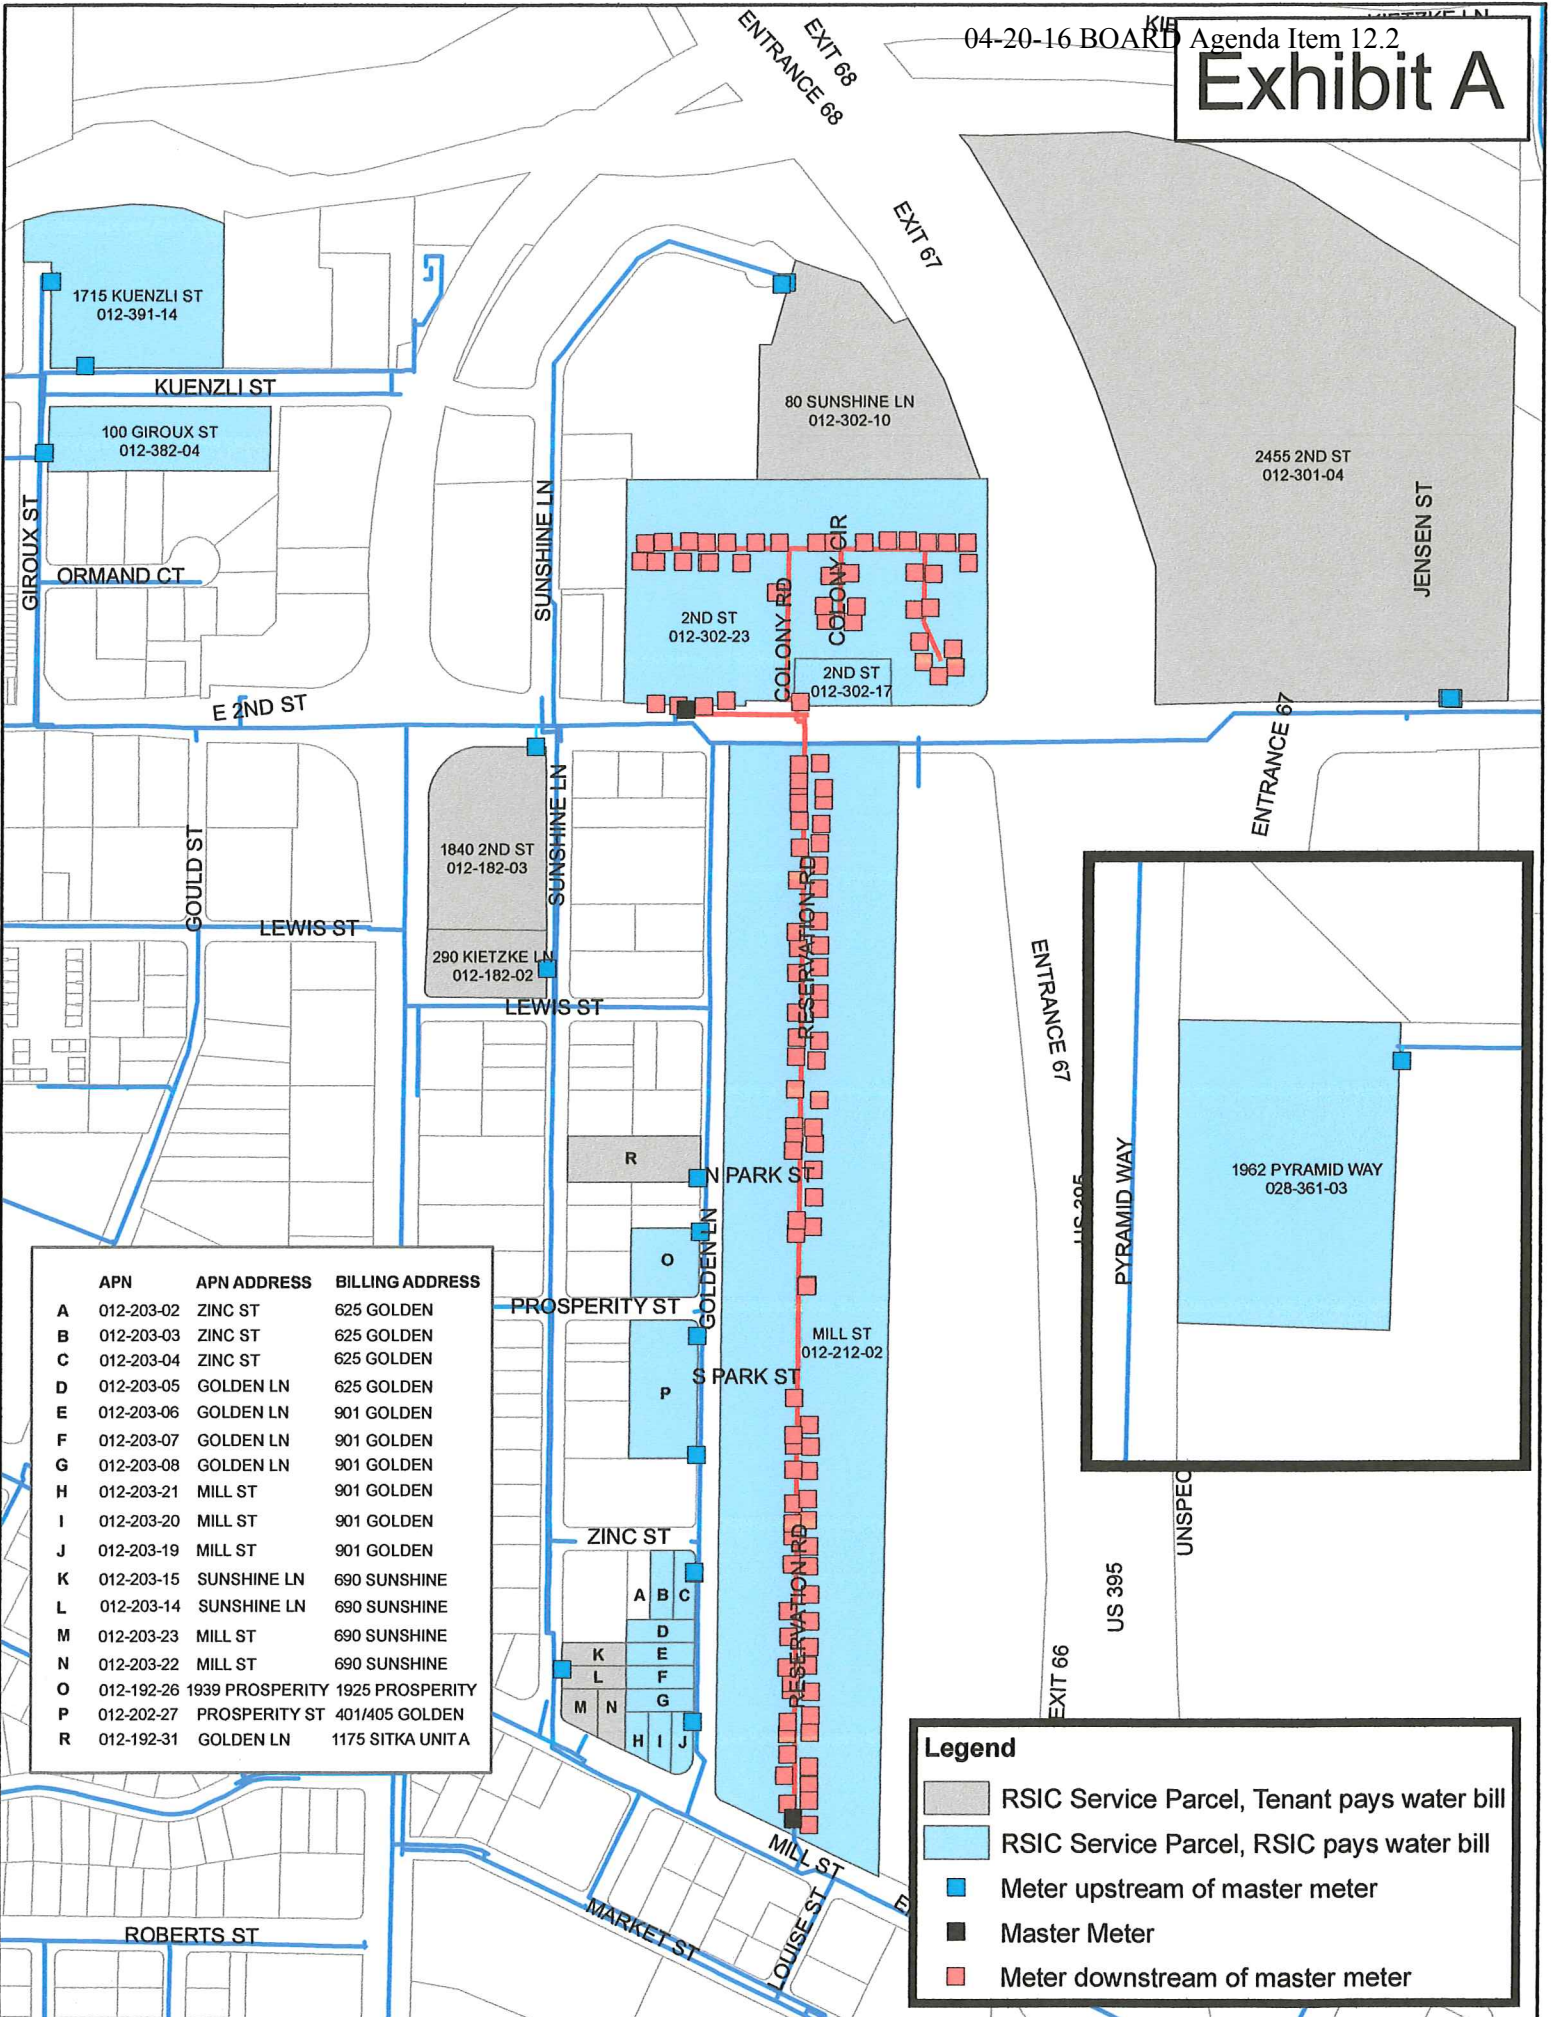 04-20-16 BOARD Agenda Item 12.2
Exhibit A
EXIT 68
ENTRANCE 68
EXIT 67
1715 KUENZLI ST
012-391-14
KUENZLI ST
100 GIROUX ST
012-382-04
GIROUX ST
ORMAND CT
SUNSHINE LN
80 SUNSHINE LN
012-302-10
2455 2ND ST
012-301-04
JENSEN ST
COLONY CIR
COLONY RD
2ND ST
012-302-23
2ND ST
012-302-17
E 2ND ST
ENTRANCE 67
GOULD ST
1840 2ND ST
012-182-03
SUNSHINE LN
LEWIS ST
290 KIETZKE LN
012-182-02
LEWIS ST
RESERVATION RD
ENTRANCE 67
US 395
PYRAMID WAY
1962 PYRAMID WAY
028-361-03
R
N PARK ST
O
GOLDEN LN
PROSPERITY ST
MILL ST
012-212-02
P
S PARK ST
ZINC ST
A B C
D
E
F
G
H I J
K
L
M N
RESERVATION RD
US 395
EXIT 66
MILL ST
MARKET ST
LOUISE ST
ROBERTS ST
APN APN ADDRESS BILLING ADDRESS
A 012-203-02 ZINC ST 625 GOLDEN
B 012-203-03 ZINC ST 625 GOLDEN
C 012-203-04 ZINC ST 625 GOLDEN
D 012-203-05 GOLDEN LN 625 GOLDEN
E 012-203-06 GOLDEN LN 901 GOLDEN
F 012-203-07 GOLDEN LN 901 GOLDEN
G 012-203-08 GOLDEN LN 901 GOLDEN
H 012-203-21 MILL ST 901 GOLDEN
I 012-203-20 MILL ST 901 GOLDEN
J 012-203-19 MILL ST 901 GOLDEN
K 012-203-15 SUNSHINE LN 690 SUNSHINE
L 012-203-14 SUNSHINE LN 690 SUNSHINE
M 012-203-23 MILL ST 690 SUNSHINE
N 012-203-22 MILL ST 690 SUNSHINE
O 012-192-26 1939 PROSPERITY 1925 PROSPERITY
P 012-202-27 PROSPERITY ST 401/405 GOLDEN
R 012-192-31 GOLDEN LN 1175 SITKA UNIT A
Legend
RSIC Service Parcel, Tenant pays water bill
RSIC Service Parcel, RSIC pays water bill
Meter upstream of master meter
Master Meter
Meter downstream of master meter